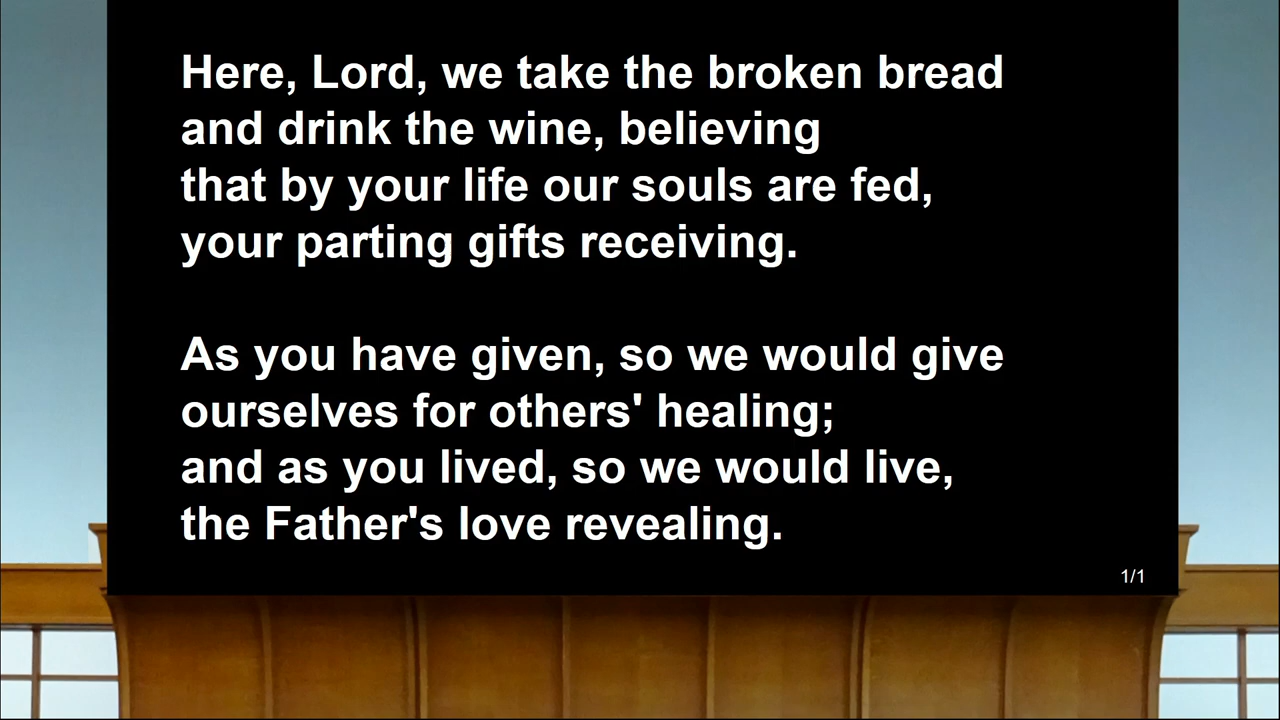 Here, Lord, we take the broken bread
and drink the wine, believing
that by your life our souls are fed,
your parting gifts receiving.
As you have given, so we would give
ourselves for others' healing;
and as you lived, so we would live,
the Father's love revealing.
1/1